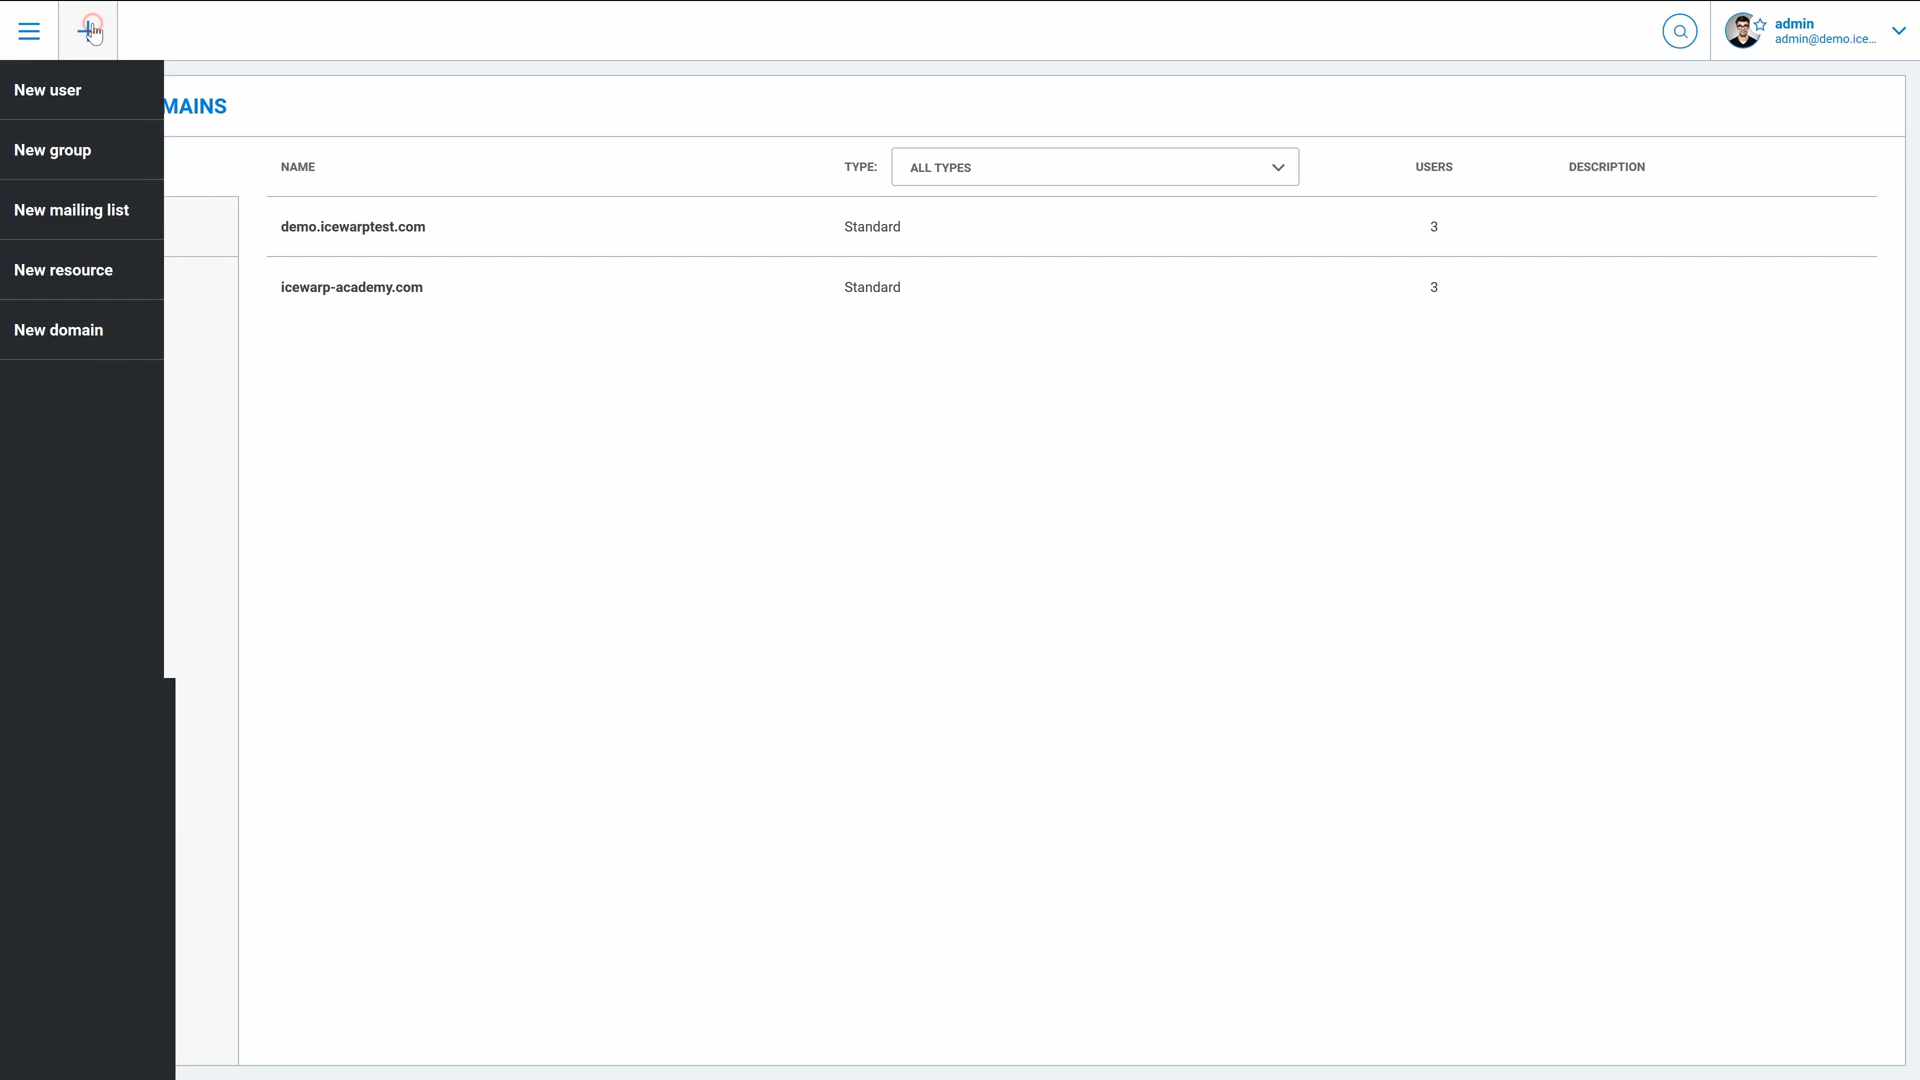 admin
admin@demo.ice...
New user
MAINS
New group
NAME
TYPE:
ALL TYPES
USERS
DESCRIPTION
New mailing list
demo.icewarptest.com
Standard
3
New resource
icewarp-academy.com
Standard
3
New domain